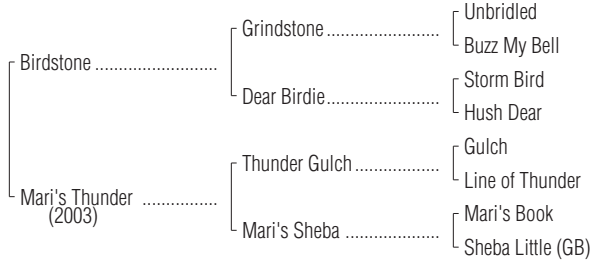 Unbridled
Grindstone ........................
Buzz My Bell
Birdstone ..........................
Storm Bird
Dear Birdie........................
Hush Dear
Gulch
Thunder Gulch ..................
Line of Thunder
Mari's Thunder ................
(2003)
Mari's Book
Mari's Sheba ....................
Sheba Little (GB)